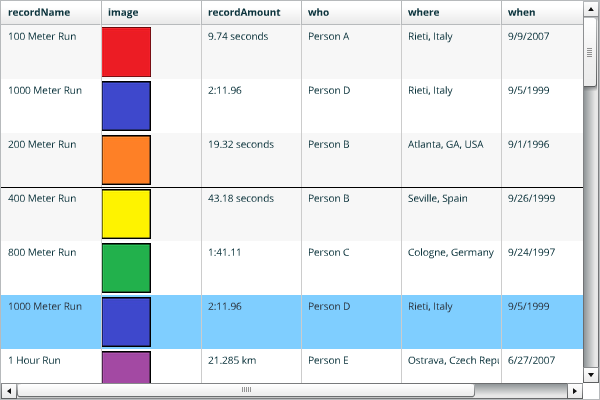 recordName image recordAmount who where when
100 Meter Run 9.74 seconds Person A Rieti, Italy 9/9/2007
1000 Meter Run 2:11.96 Person D Rieti, Italy 9/5/1999
200 Meter Run 19.32 seconds Person B Atlanta, GA, USA 9/1/1996
400 Meter Run 43.18 seconds Person B Seville, Spain 9/26/1999
800 Meter Run 1:41.11 Person C Cologne, Germany 9/24/1997
1000 Meter Run 2:11.96 Person D Rieti, Italy 9/5/1999
1 Hour Run 21.285 km Person E Ostrava, Czech 6/27/2007